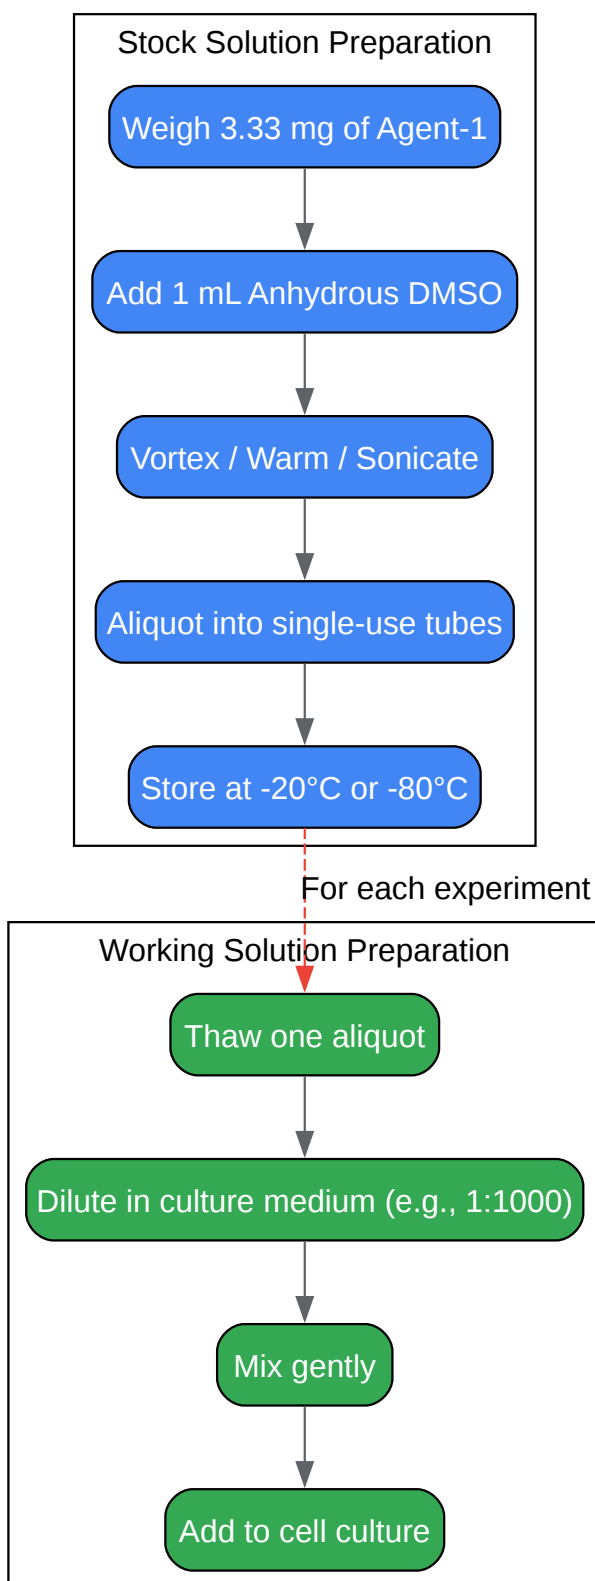 Stock Solution Preparation
Weigh 3.33 mg of Agent-1
Add 1 mL Anhydrous DMSO
Vortex / Warm / Sonicate
Aliquot into single-use tubes
Store at -20°C or -80°C
For each experiment
Working Solution Preparation
Thaw one aliquot
Dilute in culture medium (e.g., 1:1000)
Mix gently
Add to cell culture